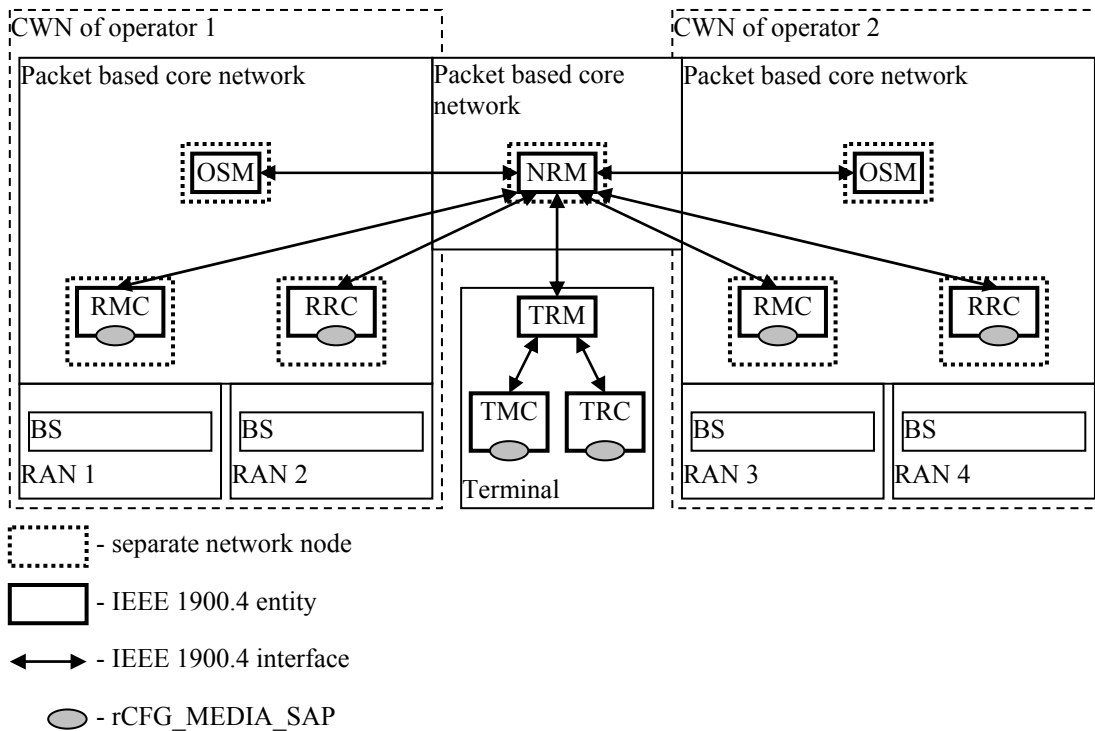 CWN of operator 1
CWN of operator 2
Packet based core network
Packet based core
network
Packet based core network
OSM
NRM
OSM
RMC
RRC
TRM
RMC
RRC
TMC
TRC
BS
BS
BS
BS
RAN 1
RAN 2
Terminal
RAN 3
RAN 4
- separate network node
- IEEE 1900.4 entity
- IEEE 1900.4 interface
- rCFG_MEDIA_SAP